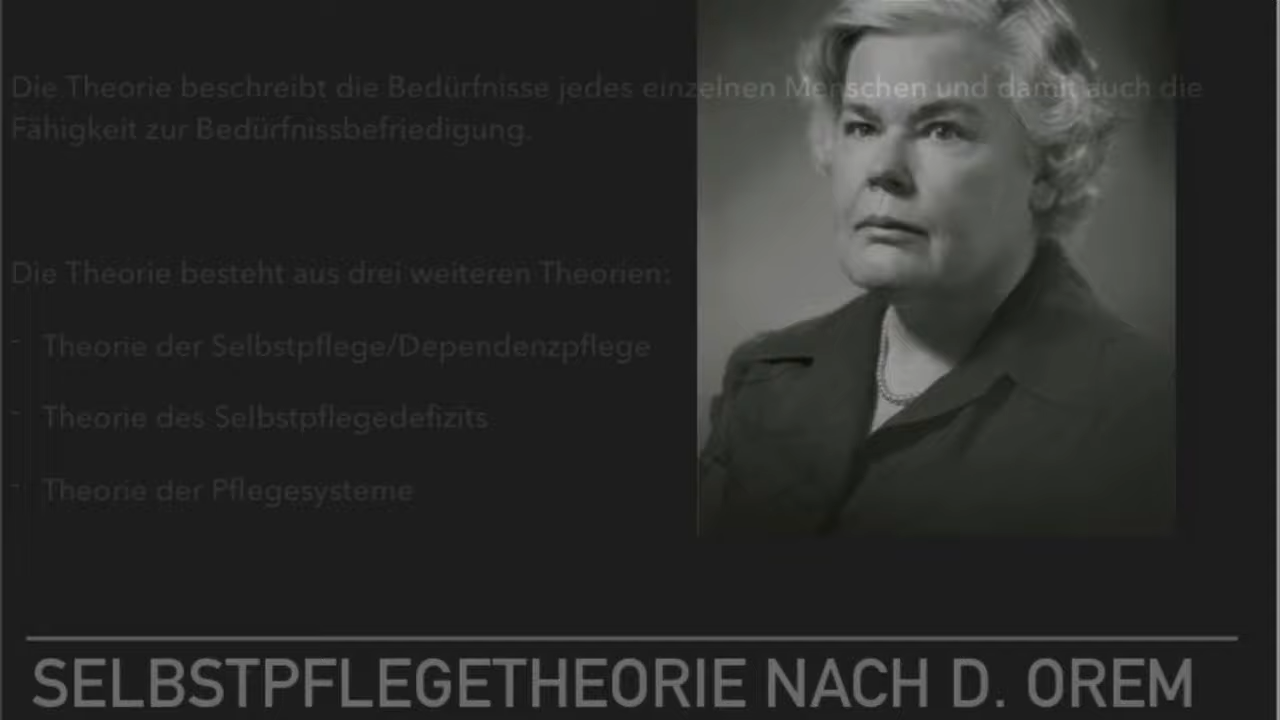 Die Theorie beschreibt die Bedürfnisse jedes einzelnen Menschen und damit auch die
Fähigkeit zur Bedürfnissbefriedigung.
Die Theorie besteht aus drei weiteren Theorien:
- Theorie der Selbstpflege/Dependenzpflege
- Theorie des Selbstpflegedefizits
- Theorie der Pflegesysteme
SELBSTPFLEGETHEORIE NACH D. OREM